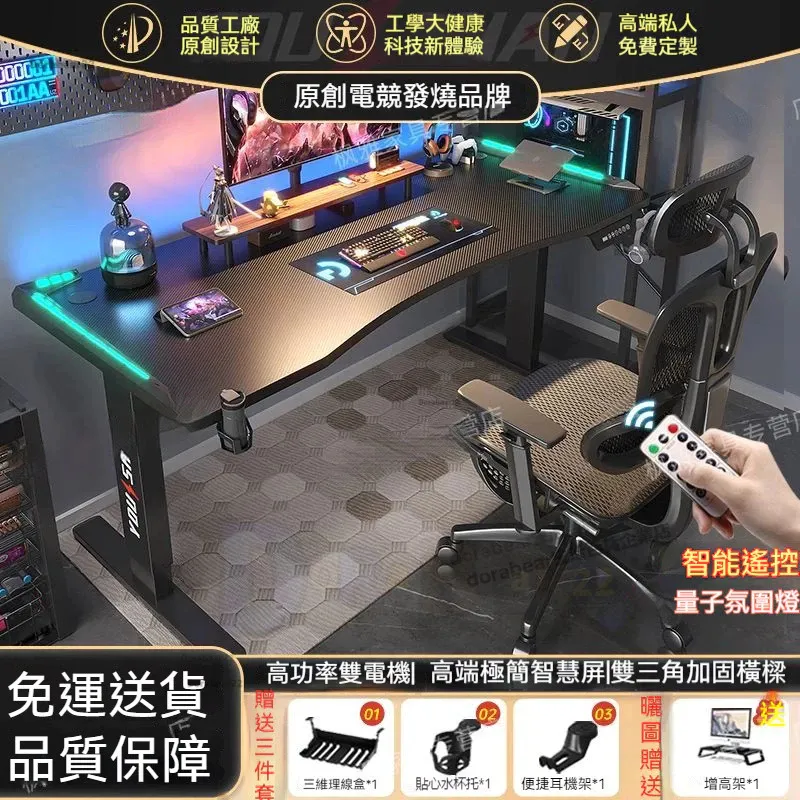 品質工廠
原創設計
工學大健康
科技新體驗
高端私人
免費定製
原創電競發燒品牌
00001
01AA
智能遙控
量子氛圍燈
高功率雙電機| 高端極簡智慧屏|雙三角加固橫樑
免運送貨
品質保障
贈送三件套
01
三維理線盒*1
02
貼心水杯托*1
03
便捷耳機架*1
曬圖贈送
送
增高架*1